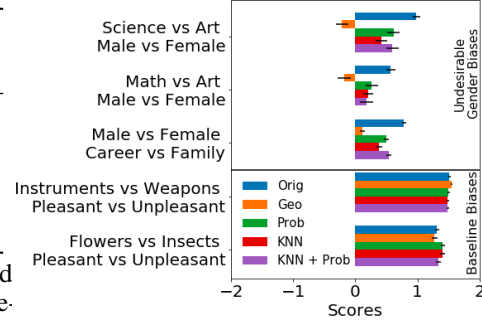 Science vs Art
Male vs Female
Math vs Art
Male vs Female
Male vs Female
Career vs Family
Undesirable
Gender Biases
Instruments vs Weapons
Pleasant vs Unpleasant
Flowers vs Insects
Pleasant vs Unpleasant
Orig
Geo
Prob
KNN
KNN + Prob
Baseline Biases
−2 −1 0 1 2
Scores
d
e-